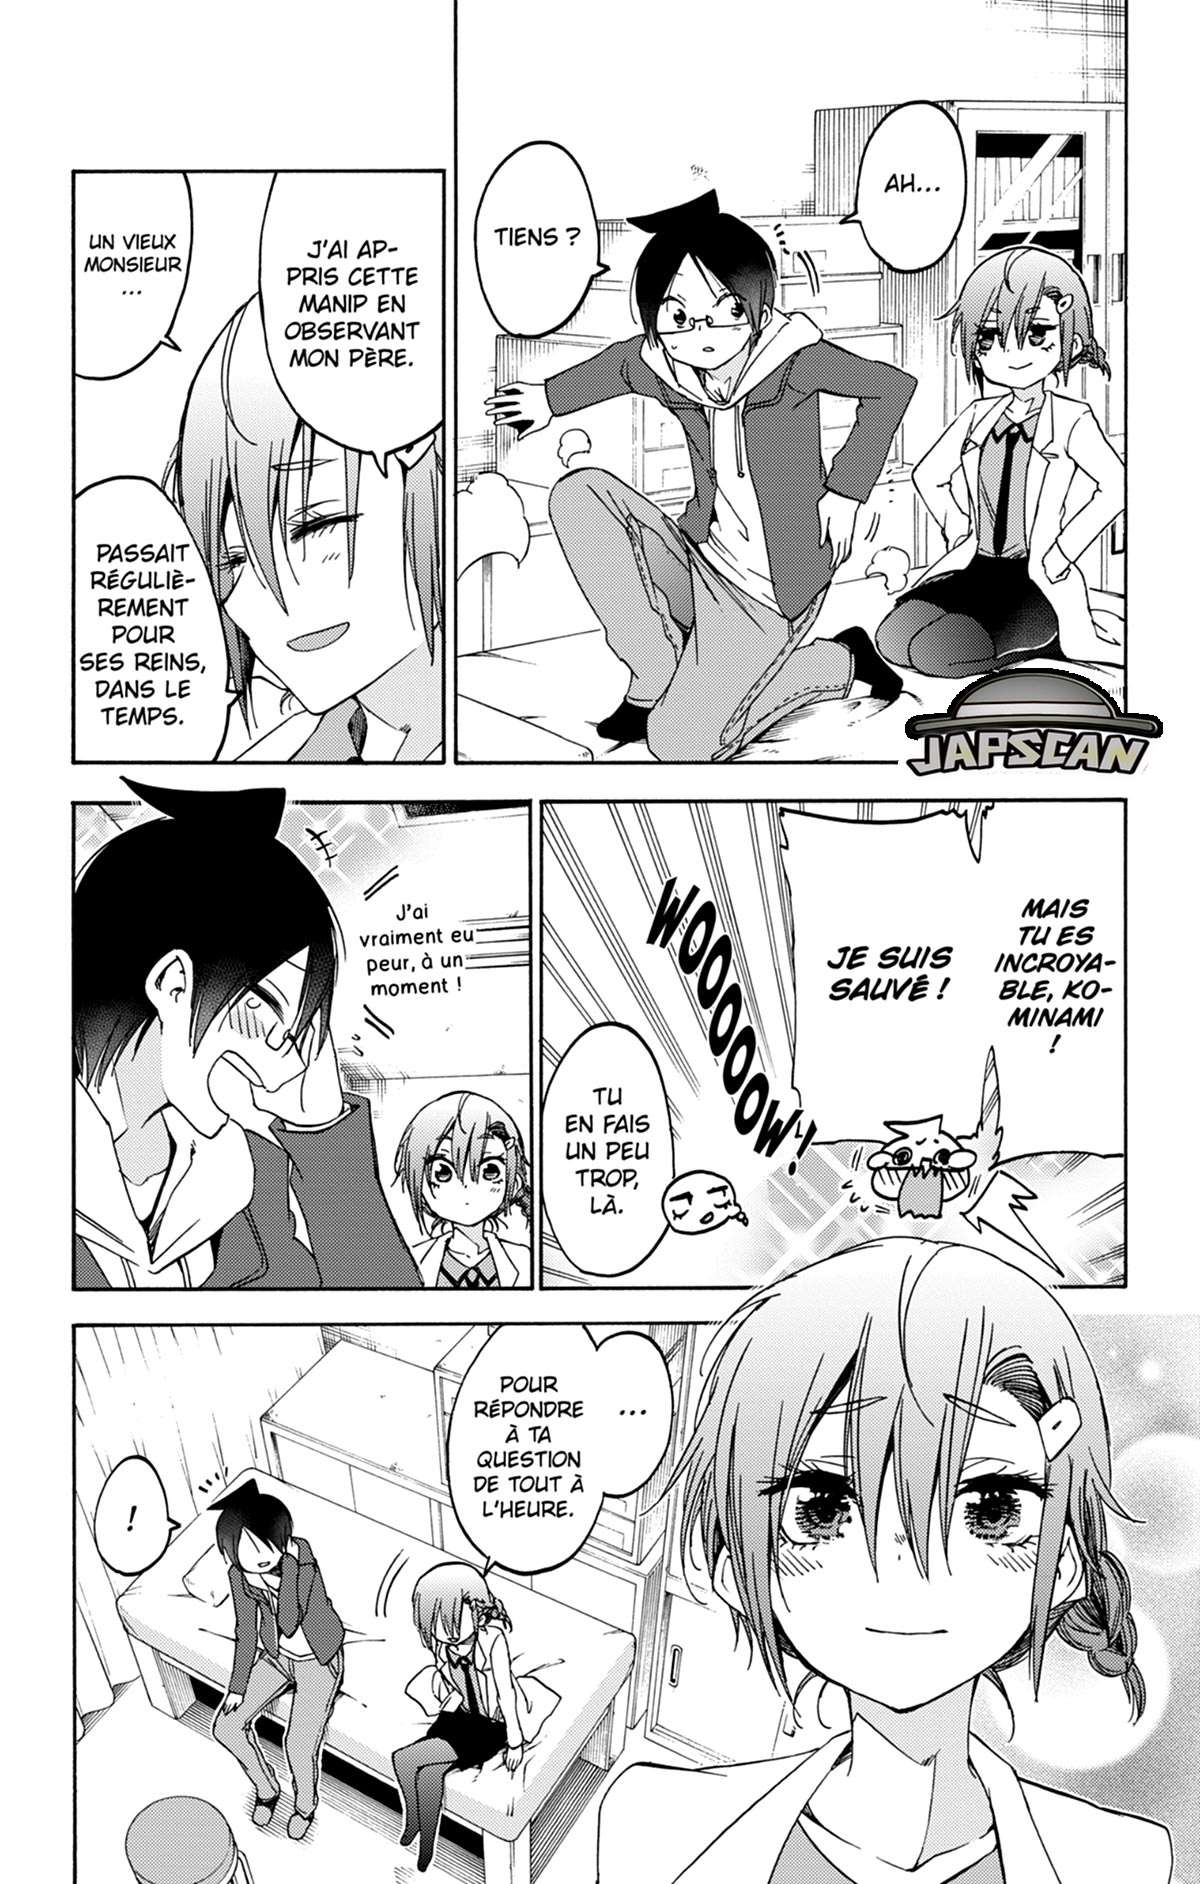 AH...
TIENS ?
J'AI AP-
PRIS CETTE
MANIP EN
OBSERVANT
MON PÈRE.
UN VIEUX
MONSIEUR
...
PASSAIT
RÉGULIÈ-
REMENT
POUR
SES REINS,
DANS LE
TEMPS.
JAPSCAN
MAIS
TU ES
INCROYA-
BLE, KO-
MINAMI
!
JE SUIS
SAUVÉ !
WOOOOOOW !
TU
EN FAIS
UN PEU
TROP,
LÀ.
J'ai
vraiment eu
peur, à un
moment !
...
POUR
RÉPONDRE
À TA
QUESTION
DE TOUT À
L'HEURE.
!